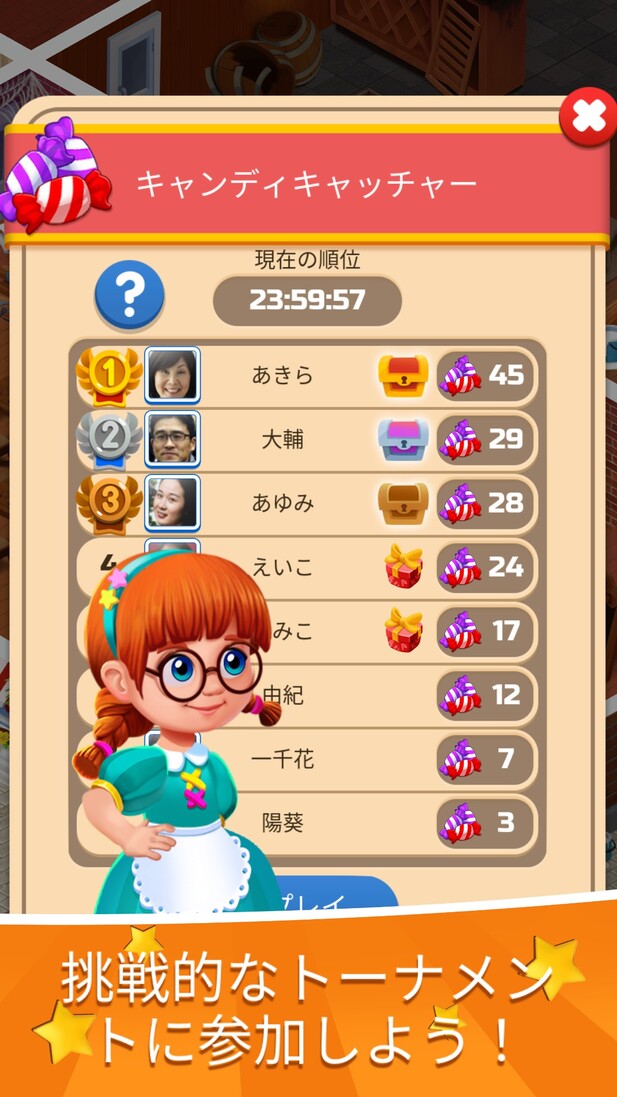 キャンディキャッチャー
現在の順位
?
23:59:57
1 あきら 45
2 大輔 29
3 あゆみ 28
えいこ 24
みこ 17
由紀 12
一千花 7
陽葵 3
プレイ
挑戦的なトーナメン
トに参加しよう！